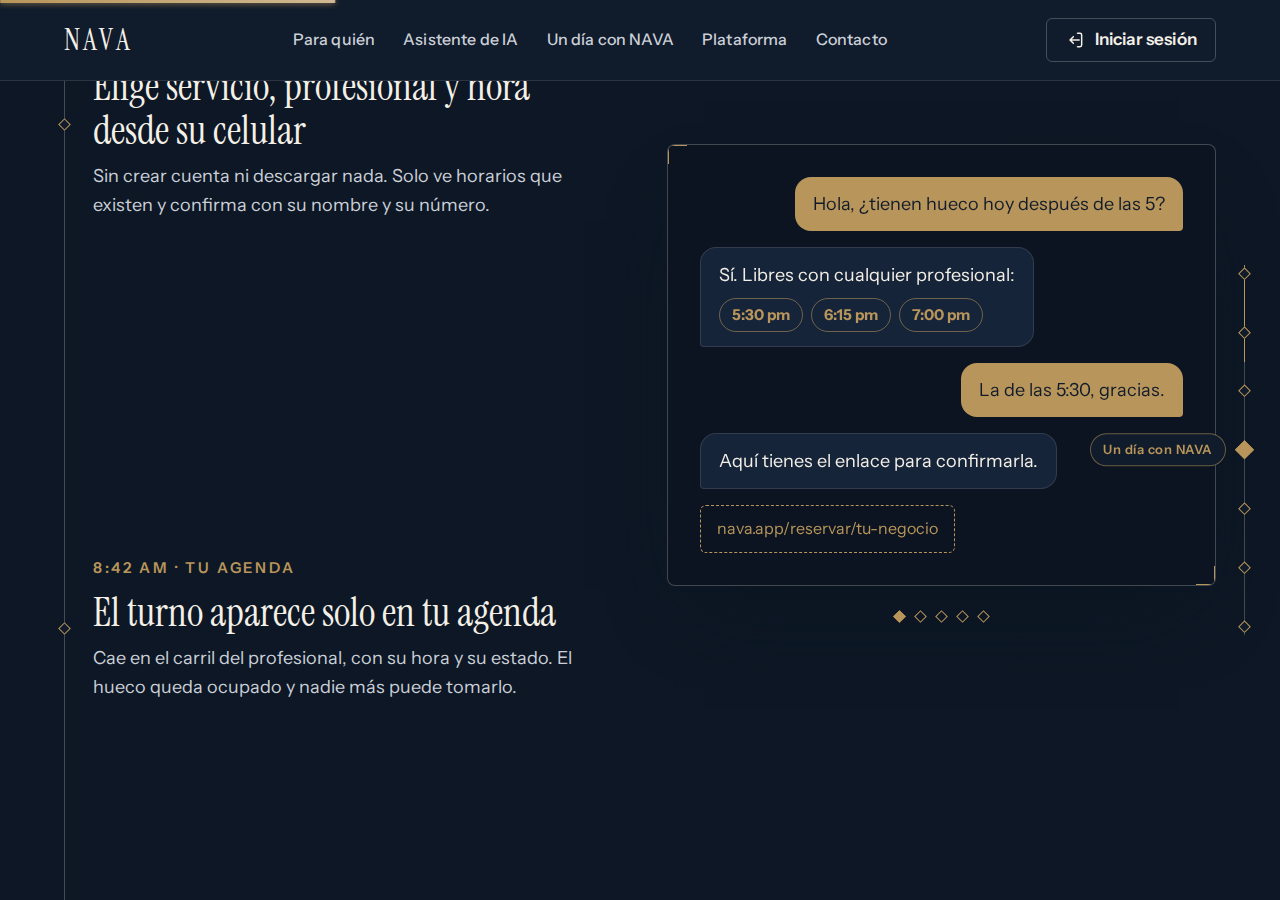 NAVA
Para quién
Asistente de IA
Un día con NAVA
Plataforma
Contacto
Iniciar sesión
Elige servicio, profesional y hora
desde su celular
Sin crear cuenta ni descargar nada. Solo ve horarios que
existen y confirma con su nombre y su número.
8:42 AM · TU AGENDA
El turno aparece solo en tu agenda
Cae en el carril del profesional, con su hora y su estado. El
hueco queda ocupado y nadie más puede tomarlo.
Hola, ¿tienen hueco hoy después de las 5?
Sí. Libres con cualquier profesional:
5:30 pm
6:15 pm
7:00 pm
La de las 5:30, gracias.
Aquí tienes el enlace para confirmarla.
Un día con NAVA
nava.app/reservar/tu-negocio